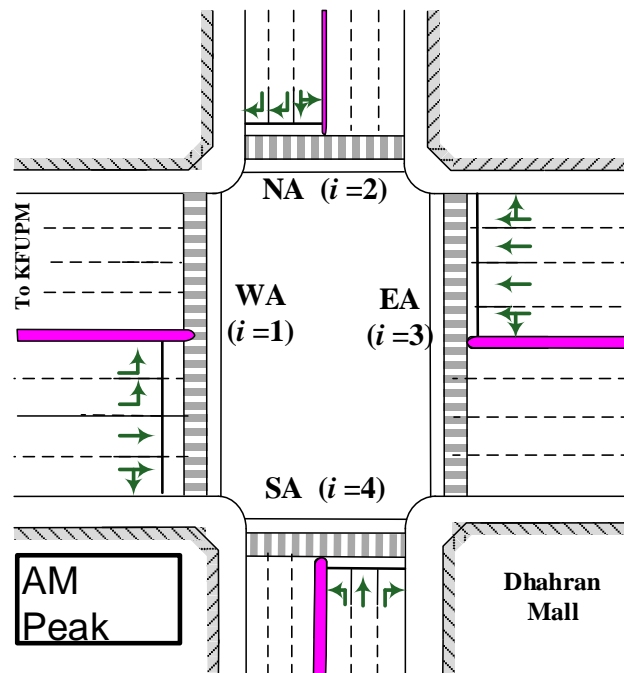 NA (i =2)
To KFUPM
WA
(i =1)
EA
(i =3)
SA (i =4)
AM
Peak
Dhahran
Mall